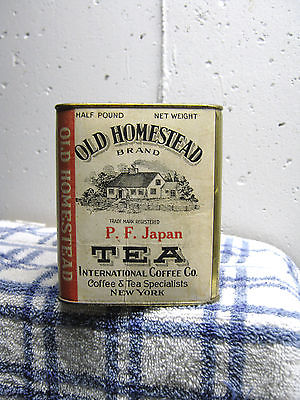 HALF POUND NET WEIGHT
OLD HOMESTEAD
BRAND
TRADE MARK REGISTERED
P. F. Japan
TEA
INTERNATIONAL COFFEE CO.
Coffee & Tea Specialists
NEW YORK
OLD HOMESTEAD